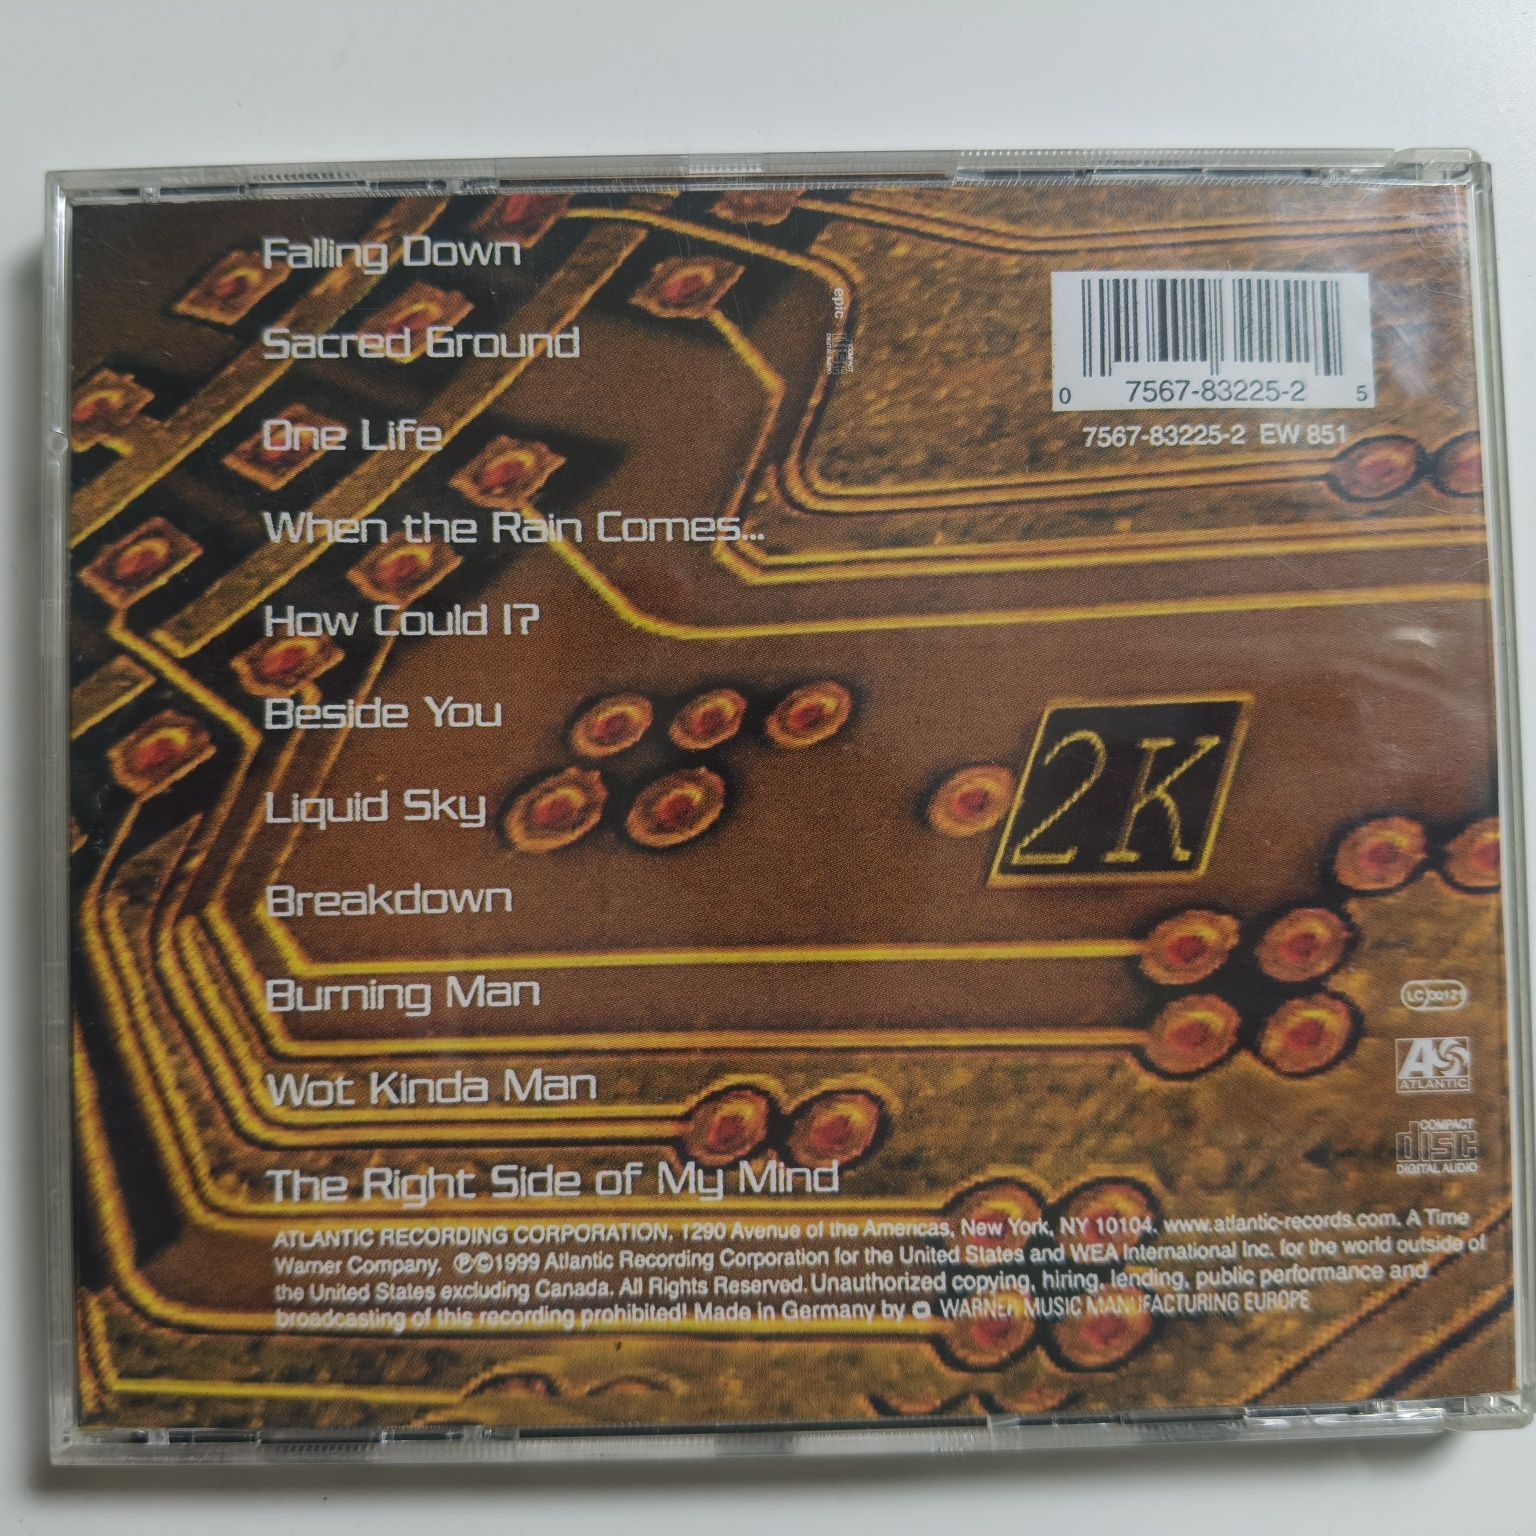 Falling Down
Sacred Ground
One Life
When the Rain Comes...
How Could I?
Beside You
Liquid Sky
Breakdown
Burning Man
Wot Kinda Man
The Right Side of My Mind
epic
0 7567-83225-2 5
7567-83225-2 EW 851
2K
LC 00121
AS
ATLANTIC
COMPACT
disc
DIGITAL AUDIO
ATLANTIC RECORDING CORPORATION, 1290 Avenue of the Americas, New York, NY 10104. www.atlantic-records.com. A Time
Warner Company. ℗©1999 Atlantic Recording Corporation for the United States and WEA International Inc. for the world outside of
the United States excluding Canada. All Rights Reserved. Unauthorized copying, hiring, lending, public performance and
broadcasting of this recording prohibited! Made in Germany by WARNER MUSIC MANUFACTURING EUROPE